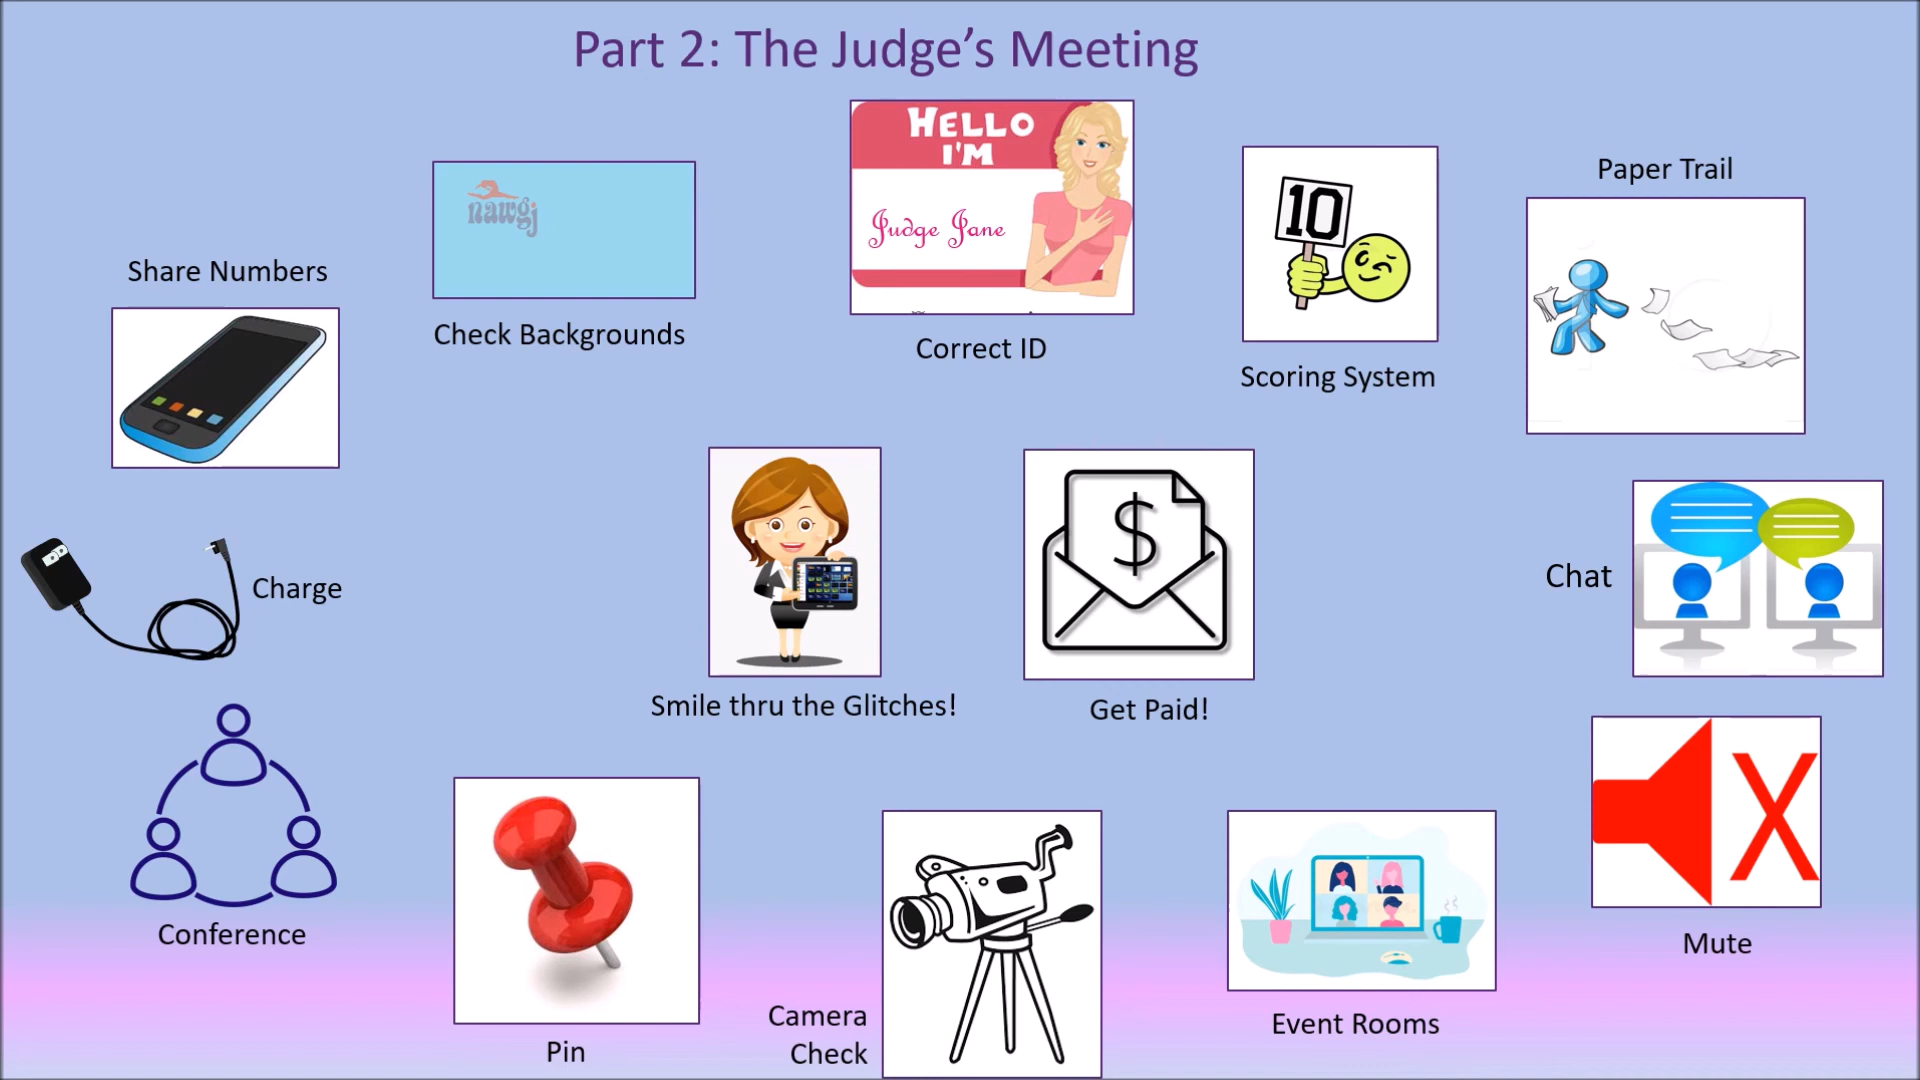 Part 2: The Judge's Meeting
HELLO
I'M
Judge Jane
10
Paper Trail
nawgj
Share Numbers
Check Backgrounds
Correct ID
Scoring System
$
Charge
Chat
Smile thru the Glitches!
Get Paid!
X
Conference
Mute
Camera
Check
Event Rooms
Pin